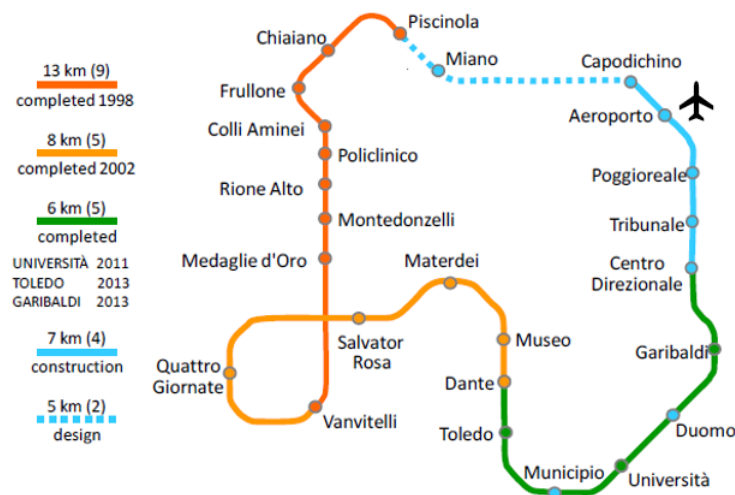 Piscinola
Chiaiano
Miano
Capodichino
13 km (9)
completed 1998
Frullone
Aeroporto
Colli Aminei
8 km (5)
completed 2002
Policlinico
Poggioreale
Rione Alto
6 km (5)
completed
Montedonzelli
Tribunale
UNIVERSITÀ 2011
TOLEDO 2013
GARIBALDI 2013
Medaglie d'Oro
Materdei
Centro
Direzionale
7 km (4)
construction
Salvator
Rosa
Museo
Garibaldi
Quattro
Giornate
Dante
5 km (2)
design
Vanvitelli
Toledo
Duomo
Municipio
Università